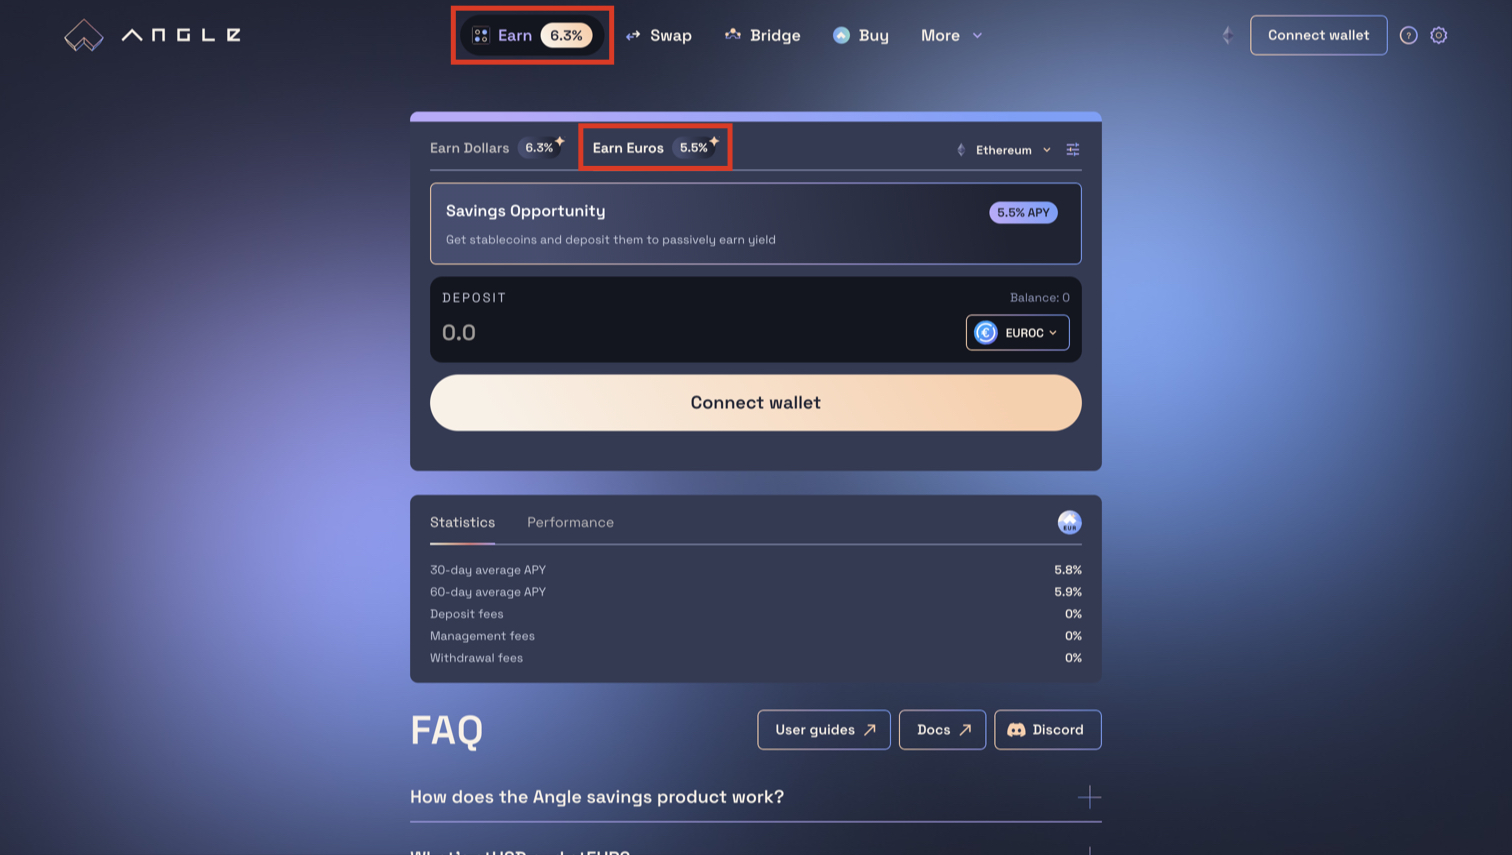 ANGLE
Earn 6.3%
Swap
Bridge
Buy
More
Connect wallet
?
Earn Dollars 6.3%
Earn Euros 5.5%
Ethereum
Savings Opportunity
5.5% APY
Get stablecoins and deposit them to passively earn yield
DEPOSIT
Balance: 0
0.0
EUROC
Connect wallet
Statistics
Performance
EUR
30-day average APY 5.8%
60-day average APY 5.9%
Deposit fees 0%
Management fees 0%
Withdrawal fees 0%
FAQ
User guides
Docs
Discord
How does the Angle savings product work?